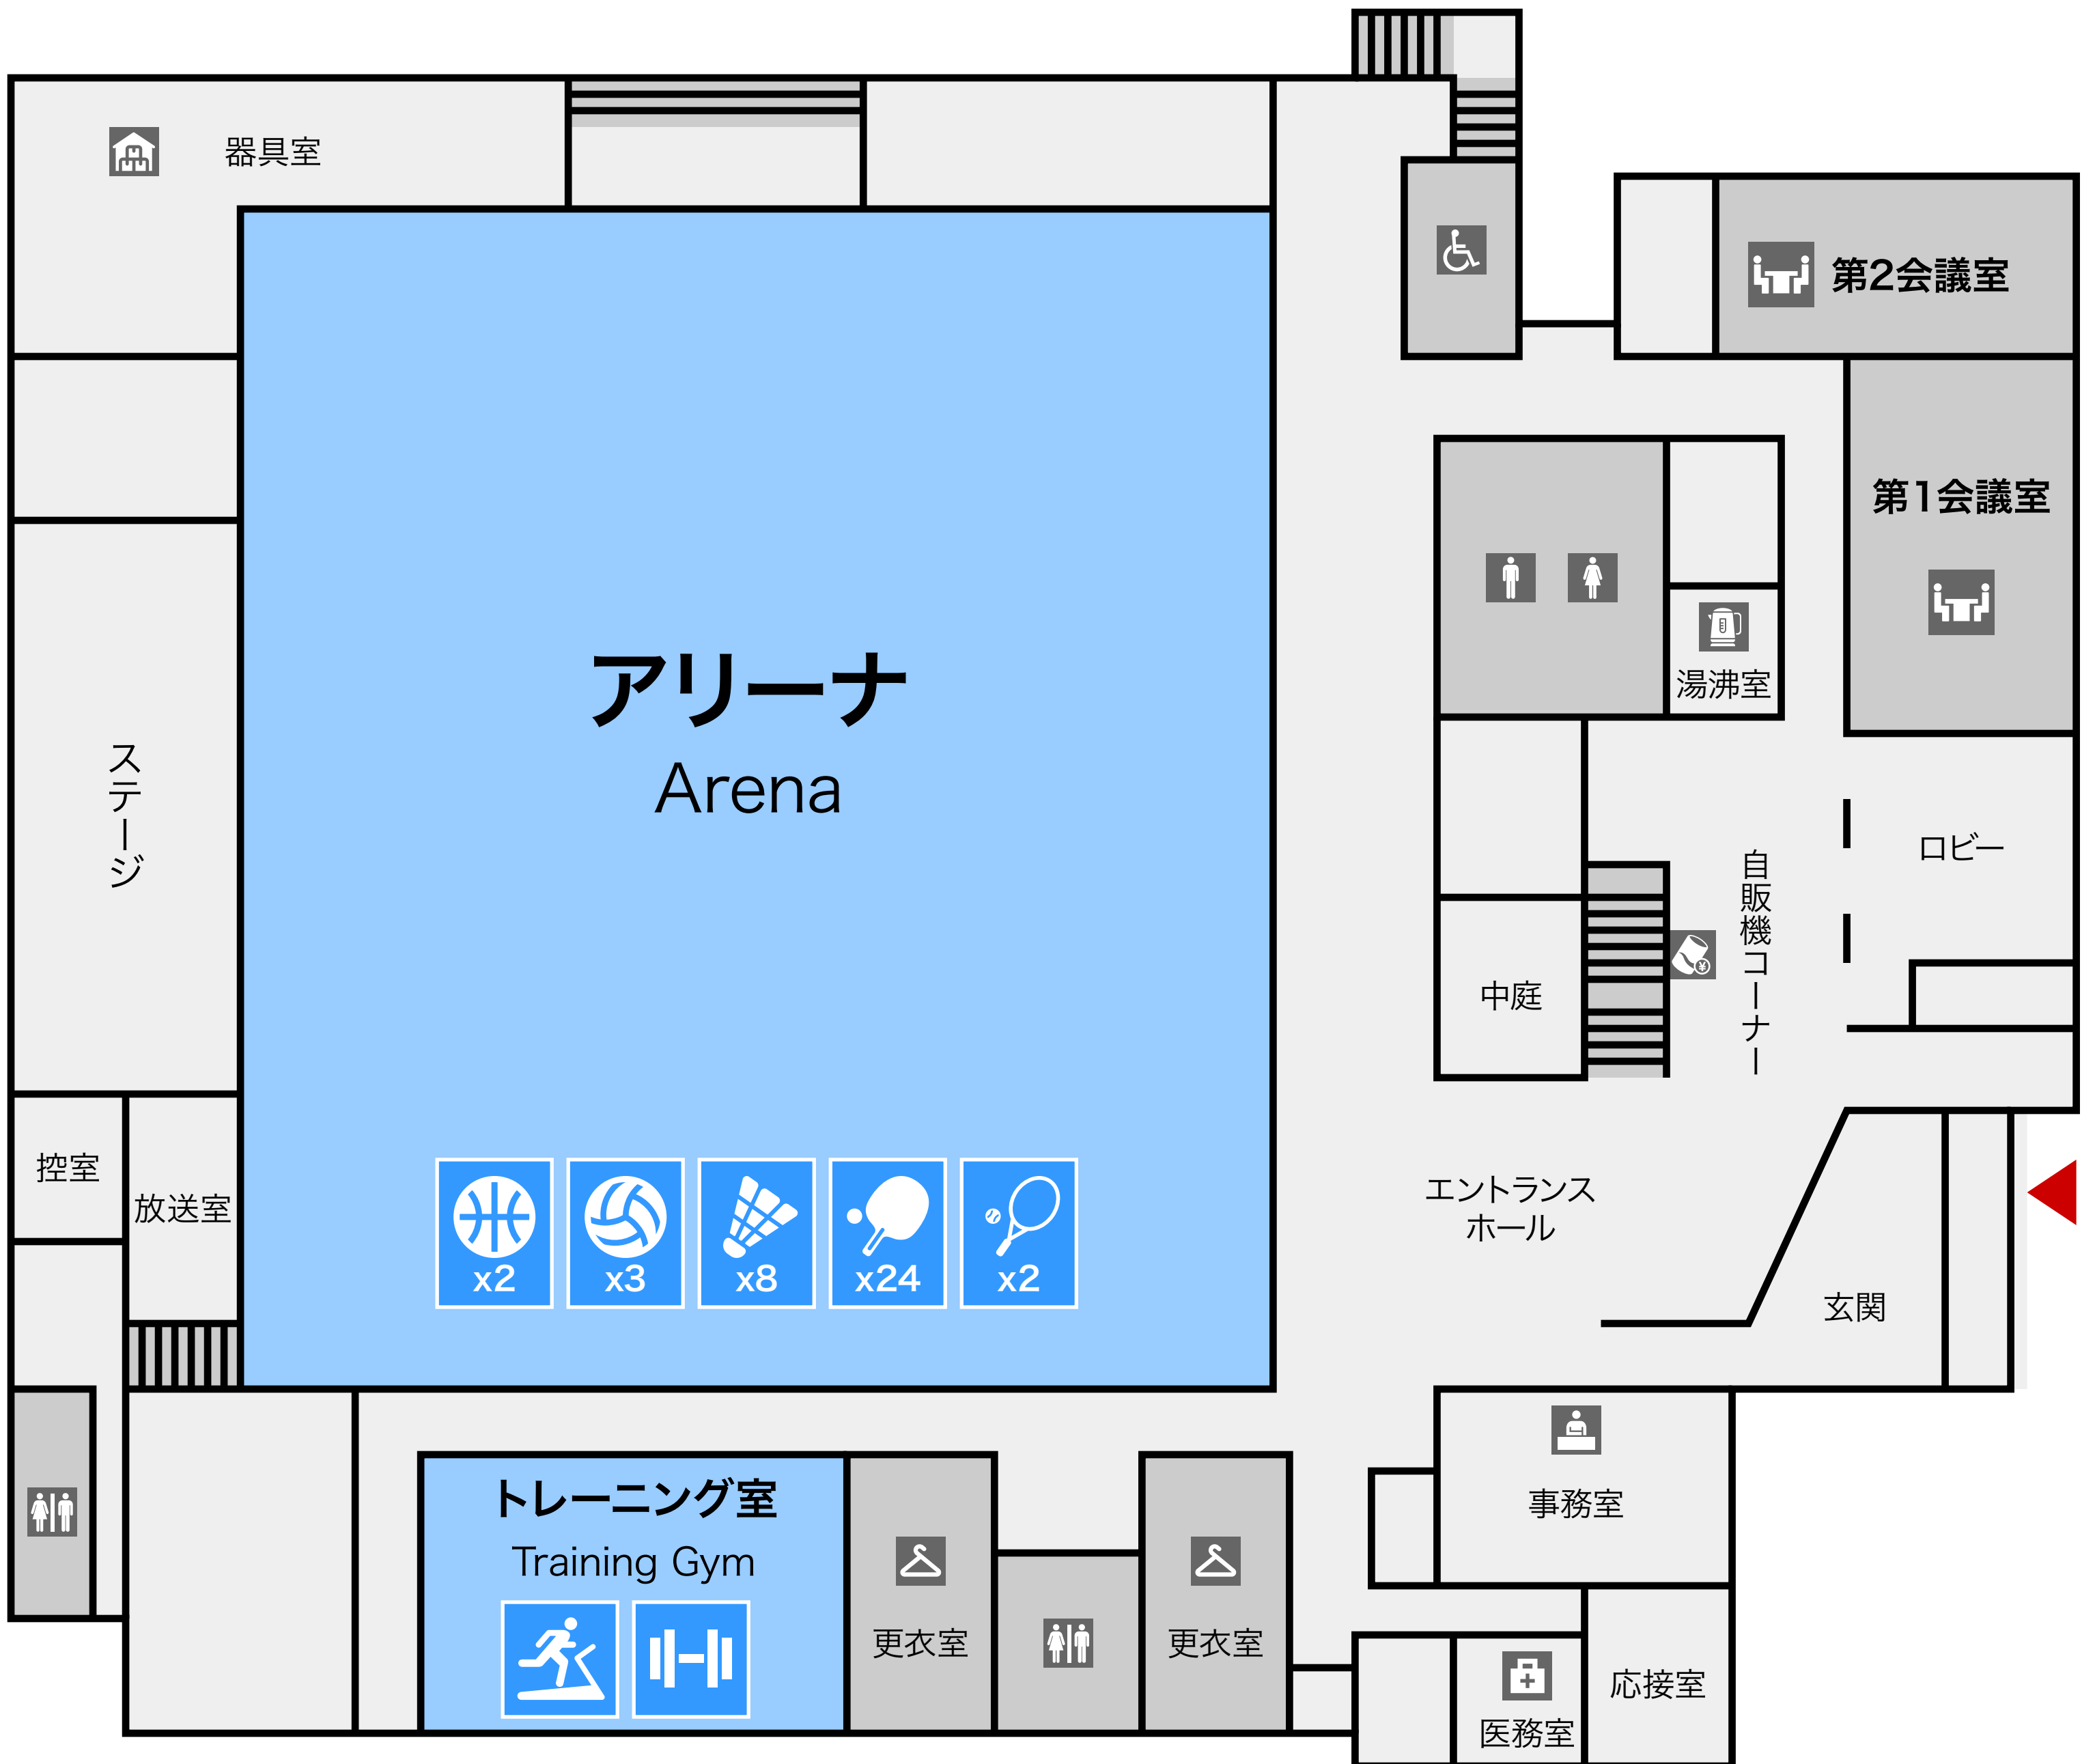 器具室
第2会議室
第1会議室
湯沸室
アリーナ
Arena
ステージ
ロビー
自販機コーナー
中庭
控室
放送室
エントランス
ホール
x2
x3
x8
x24
x2
玄関
¥
トレーニング室
Training Gym
更衣室
更衣室
事務室
応接室
医務室